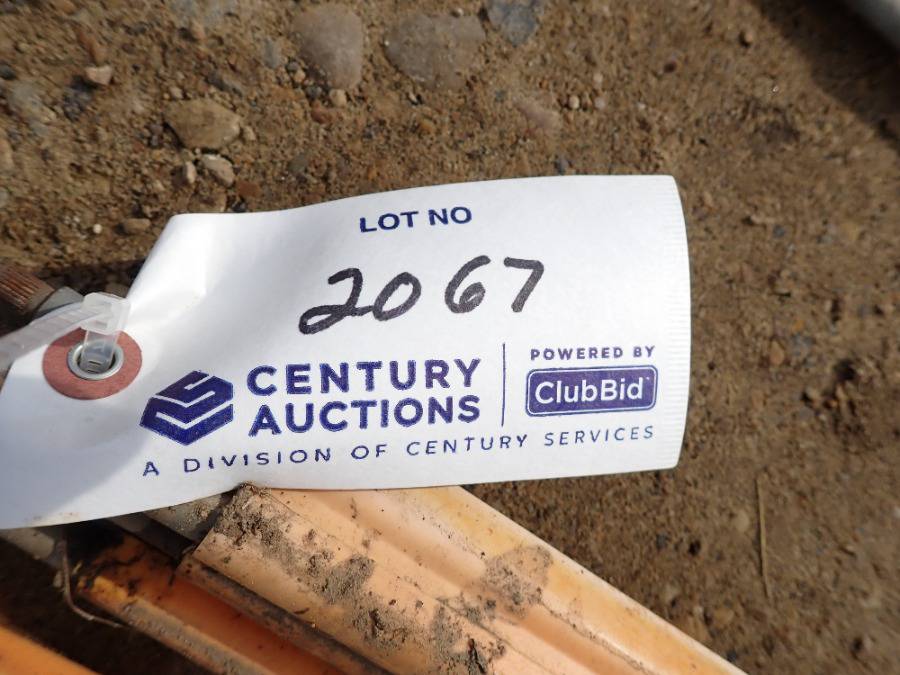 LOT NO
2067
CENTURY
AUCTIONS
POWERED BY
ClubBid
A DIVISION OF CENTURY SERVICES